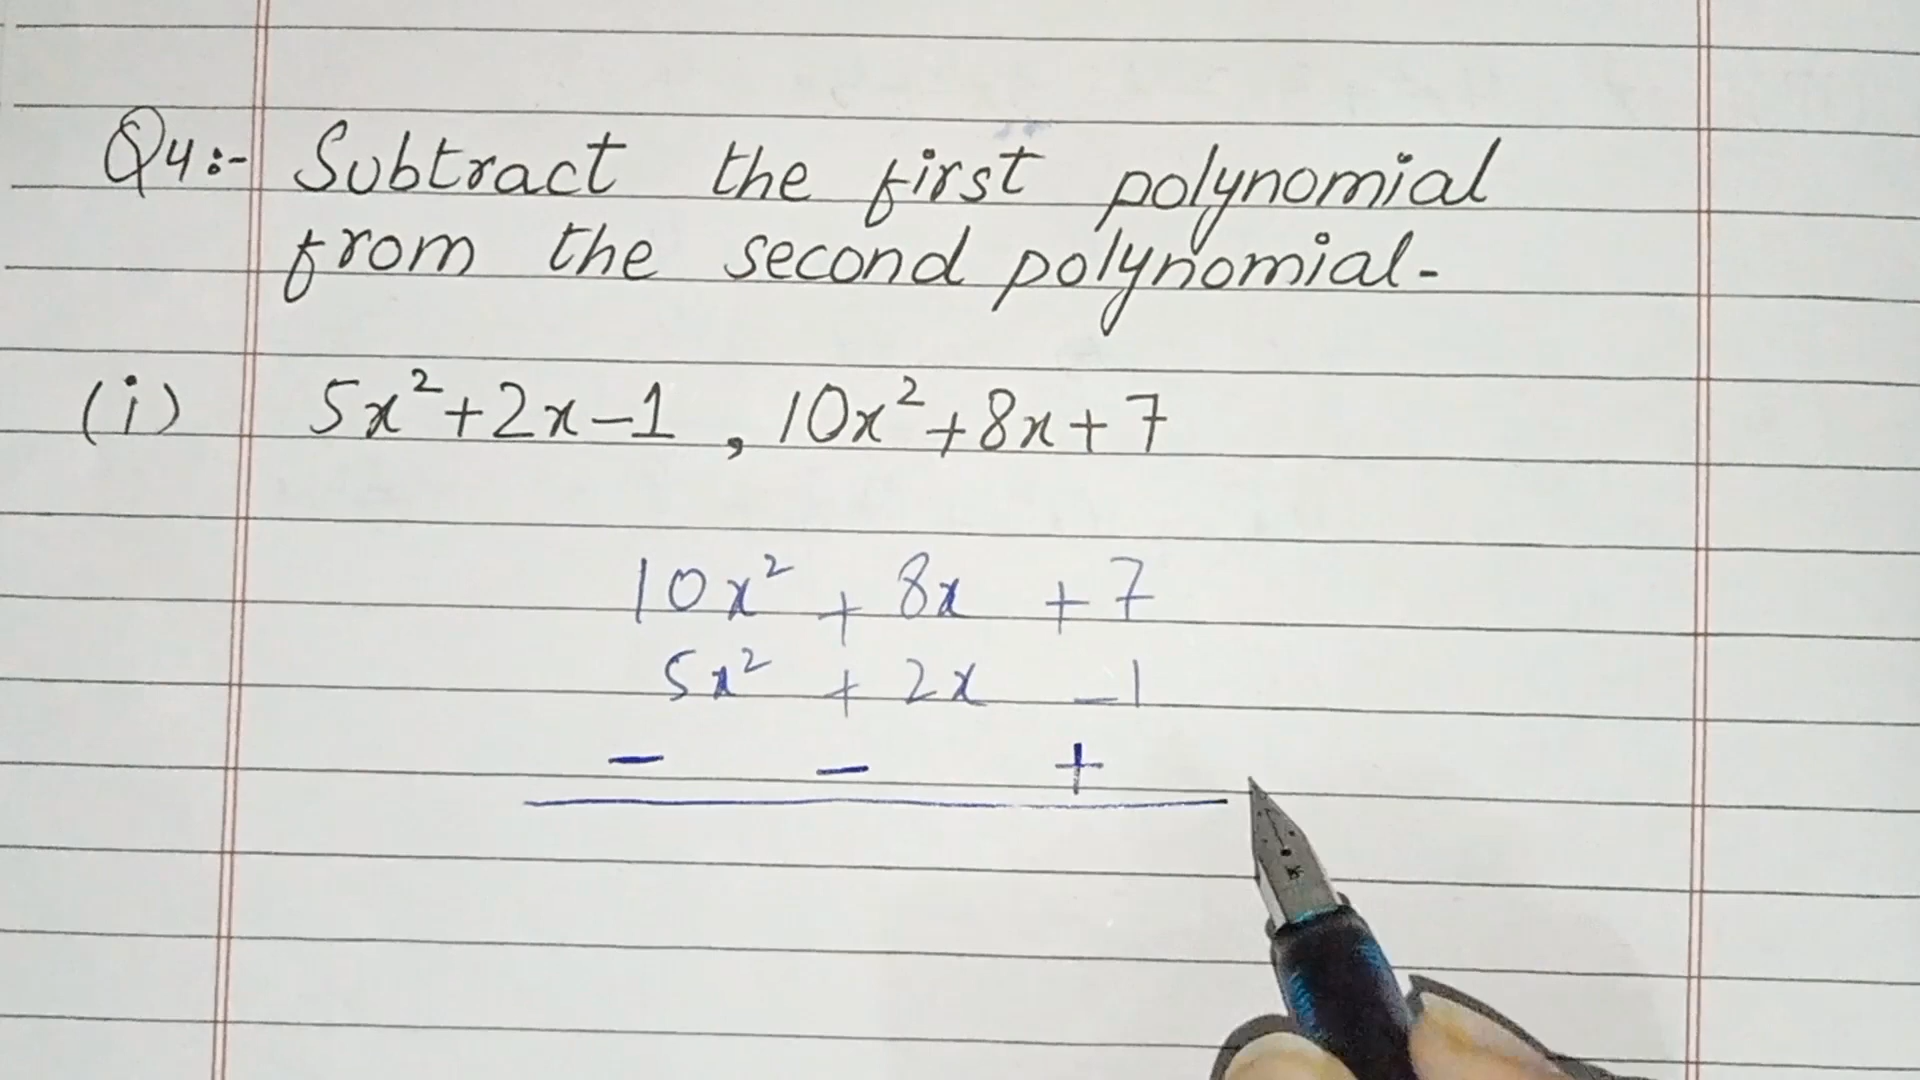 Q4:- Subtract the first polynomial
from the second polynomial-
(i) 5x²+2x-1, 10x²+8x+7
10x² + 8x + 7
5x² + 2x -1
- - +